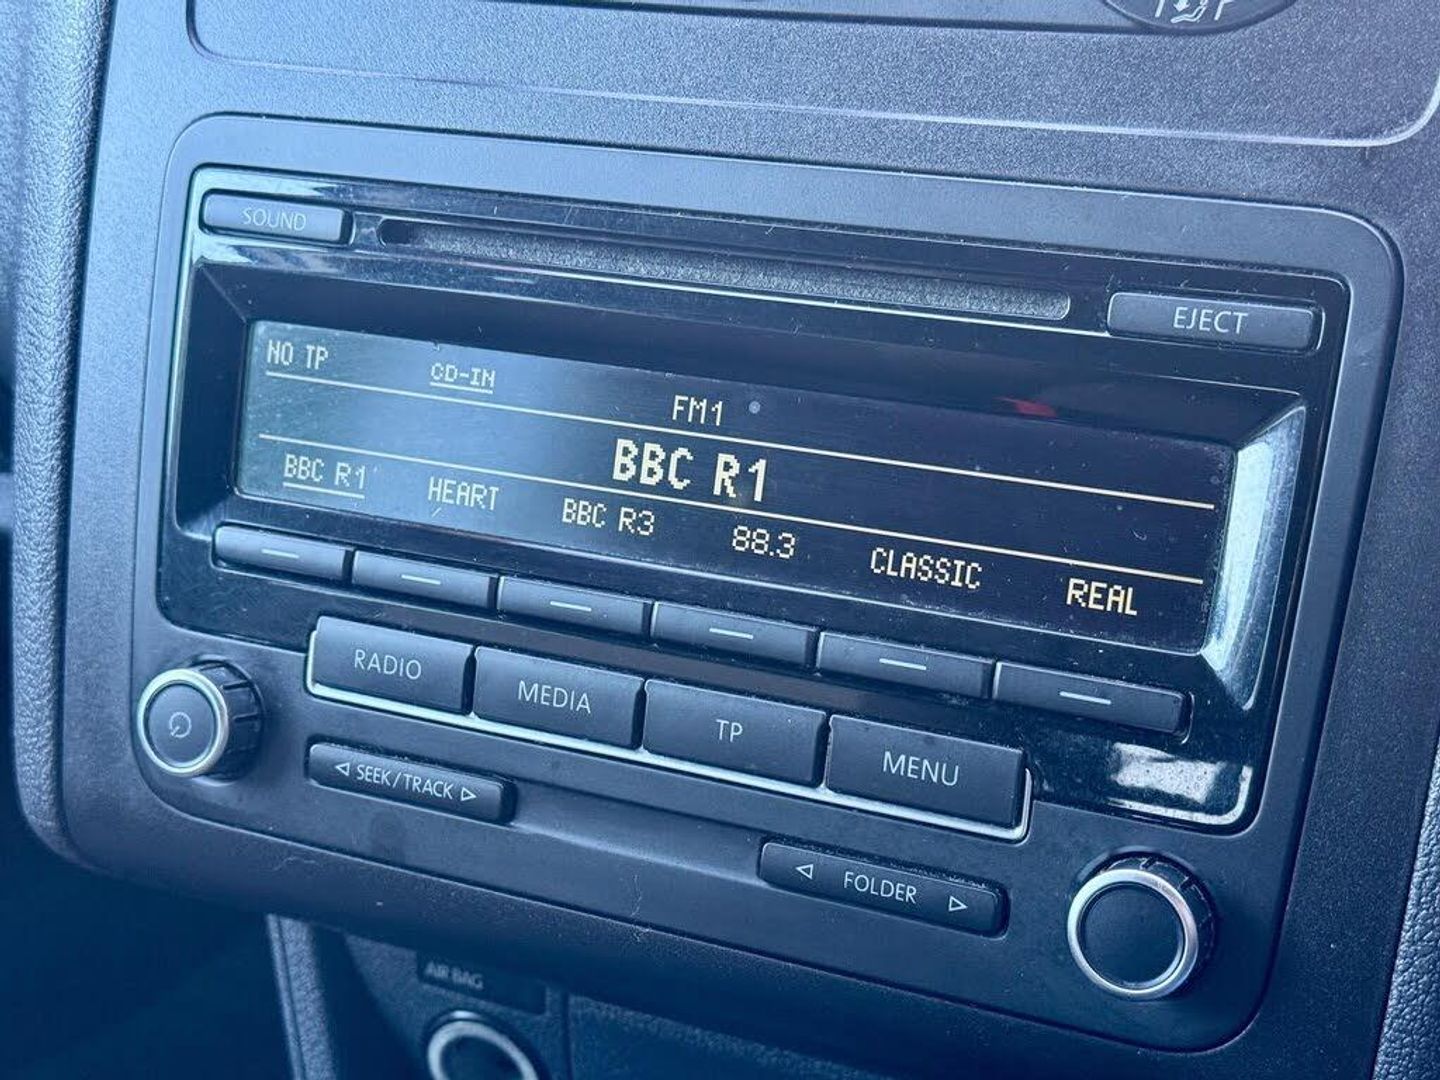 SOUND
EJECT
NO TP CD-IN
FM1
BBC R1
BBC R1 HEART BBC R3 88.3 CLASSIC REAL
RADIO MEDIA TP MENU
SEEK/TRACK
FOLDER
AIR BAG